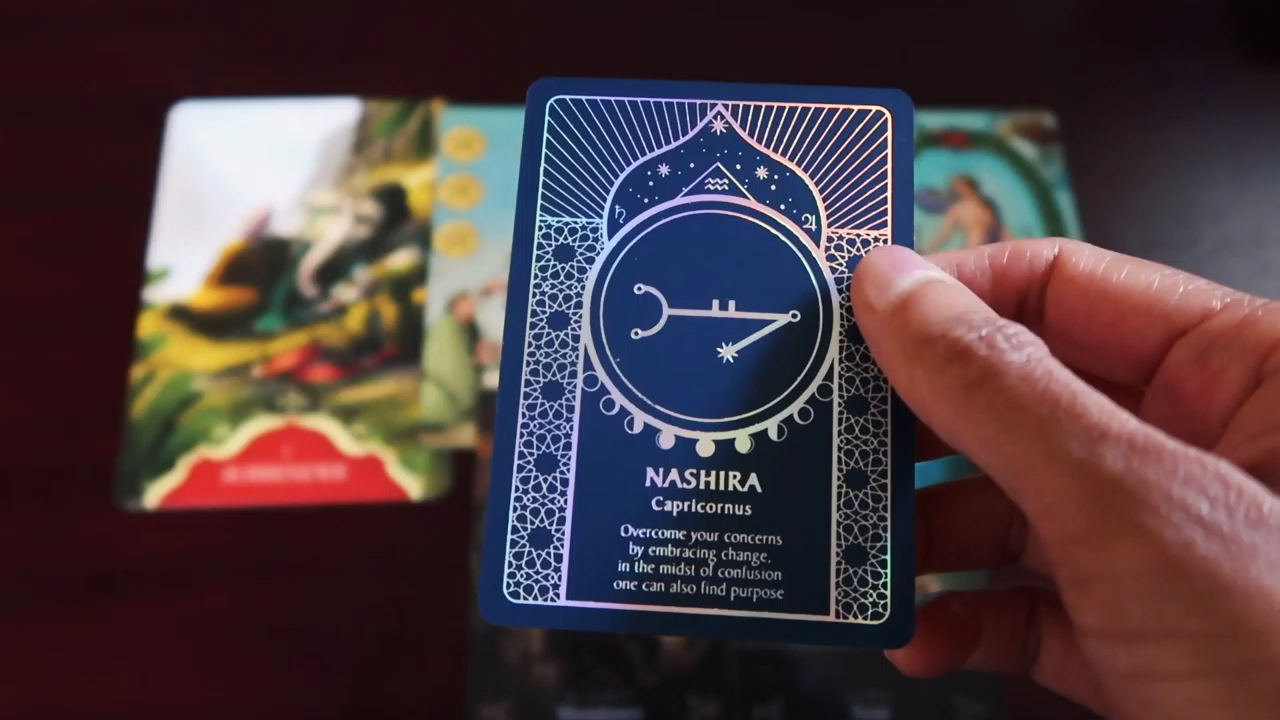 NASHIRA
Capricornus
Overcome your concerns
by embracing change,
in the midst of confusion
one can also find purpose